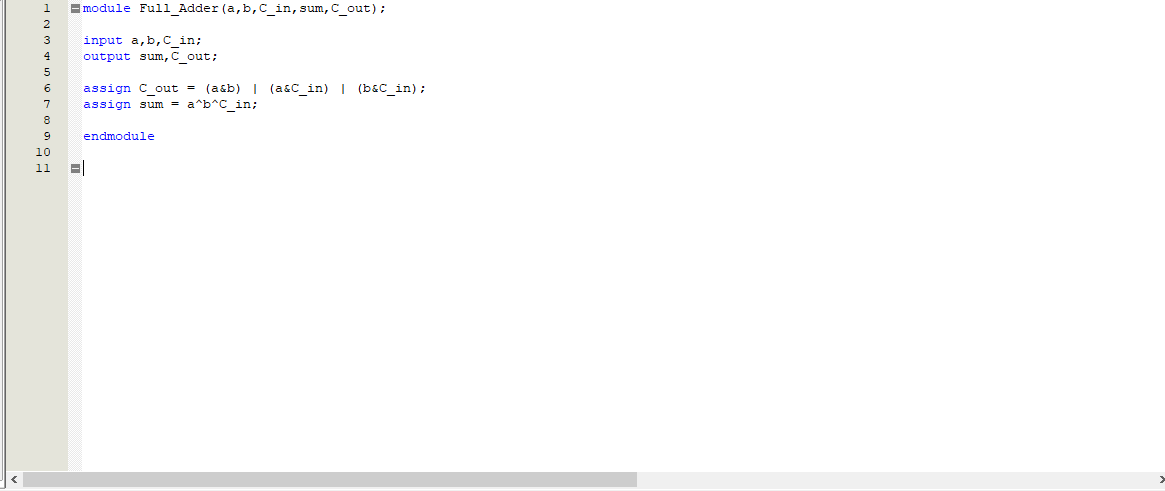 1 module Full_Adder(a,b,C_in,sum,C_out);
2
3 input a,b,C_in;
4 output sum,C_out;
5
6 assign C_out = (a&b) | (a&C_in) | (b&C_in);
7 assign sum = a^b^C_in;
8
9 endmodule
10
11